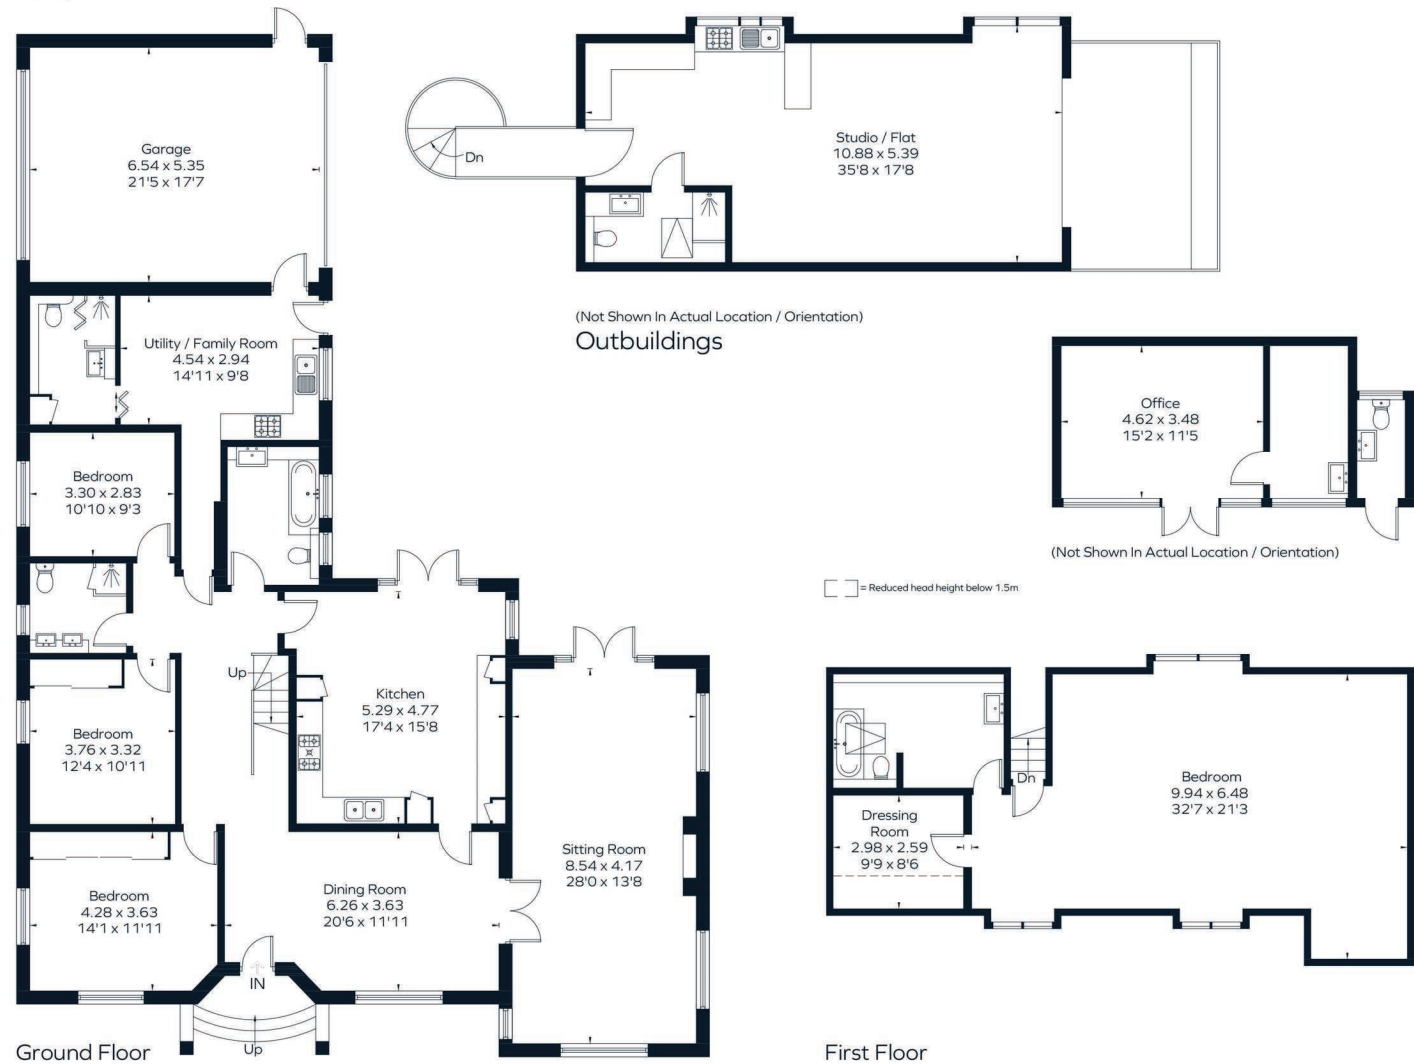 Garage
6.54 x 5.35
21'5 x 17'7
Dn
Studio / Flat
10.88 x 5.39
35'8 x 17'8
(Not Shown In Actual Location / Orientation)
Outbuildings
Utility / Family Room
4.54 x 2.94
14'11 x 9'8
Office
4.62 x 3.48
15'2 x 11'5
(Not Shown In Actual Location / Orientation)
= Reduced head height below 1.5m
Bedroom
3.30 x 2.83
10'10 x 9'3
Up
Kitchen
5.29 x 4.77
17'4 x 15'8
Bedroom
3.76 x 3.32
12'4 x 10'11
Bedroom
4.28 x 3.63
14'1 x 11'11
Dining Room
6.26 x 3.63
20'6 x 11'11
Sitting Room
8.54 x 4.17
28'0 x 13'8
IN
Up
Ground Floor
Dn
Bedroom
9.94 x 6.48
32'7 x 21'3
Dressing
Room
2.98 x 2.59
9'9 x 8'6
First Floor